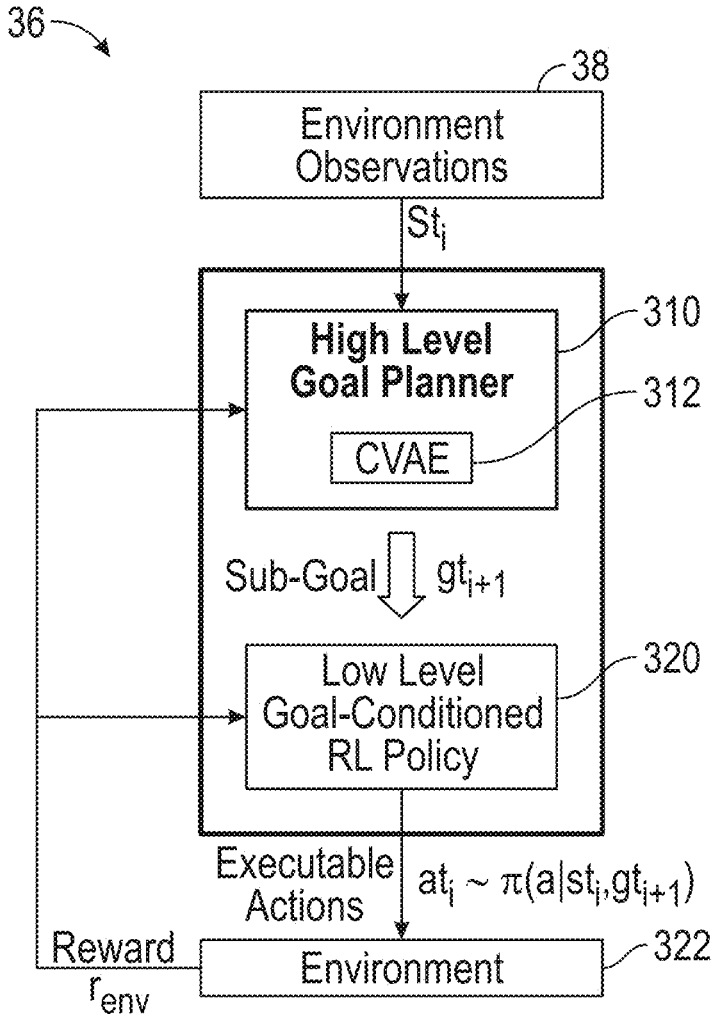 36
38
Environment
Observations
St_i
310
High Level
Goal Planner
312
CVAE
Sub-Goal gt_{i+1}
320
Low Level
Goal-Conditioned
RL Policy
Executable
Actions
at_i ~ π(a|st_i,gt_{i+1})
322
Reward
r_env
Environment